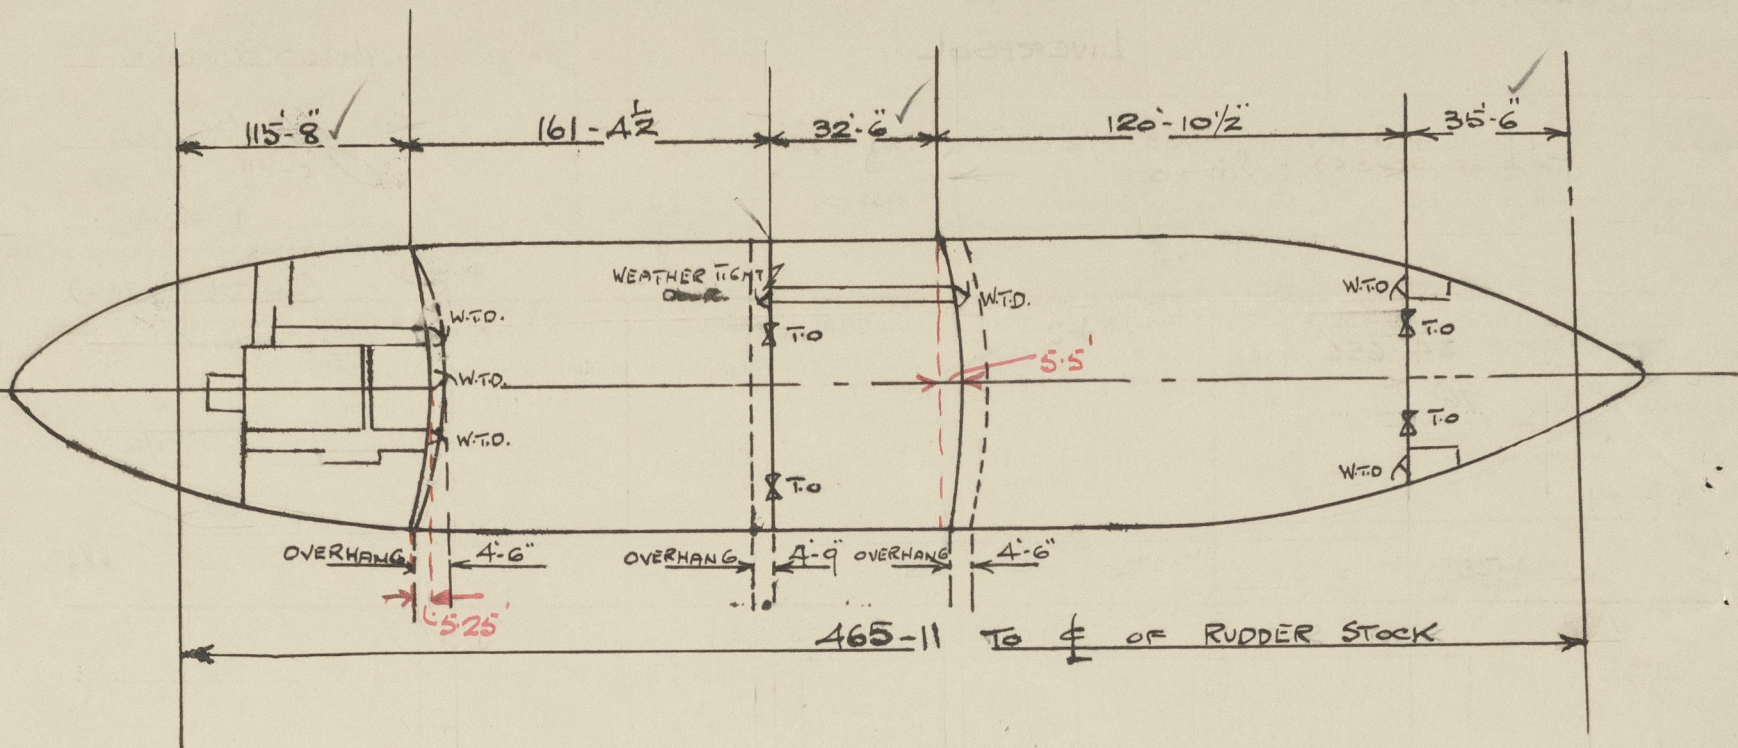 115'-8" 161-4½ 32'-6" 120'-10½" 35'-6"
WEATHER TIGHT
W.T.D. W.T.D. W.T.D
T.O T.O
5.5'
W.T.D.
T.O
W.T.D. W.T.D
T.O
OVERHANG 4'-6" OVERHANG 4'-9 OVERHANG 4'-6"
5.25'
465-11 TO ℄ OF RUDDER STOCK